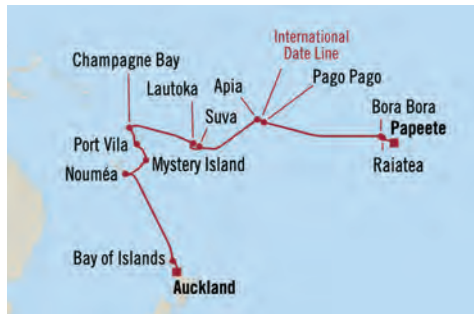 International
Date Line
Champagne Bay
Apia
Pago Pago
Lautoka
Suva
Bora Bora
Papeete
Port Vila
Mystery Island
Raiatea
Nouméa
Bay of Islands
Auckland